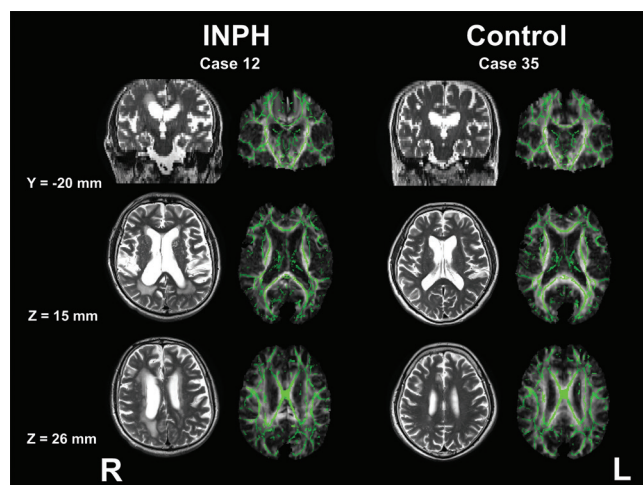 INPH Control
Case 12 Case 35
Y = -20 mm
Z = 15 mm
Z = 26 mm
R L